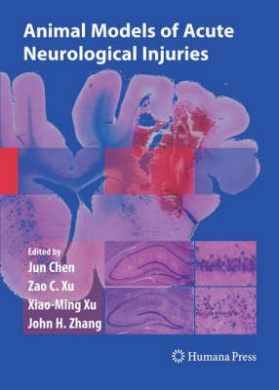 Animal Models of Acute
Neurological Injuries
Edited by
Jun Chen
Zao C. Xu
Xiao-Ming Xu
John H. Zhang
Humana Press